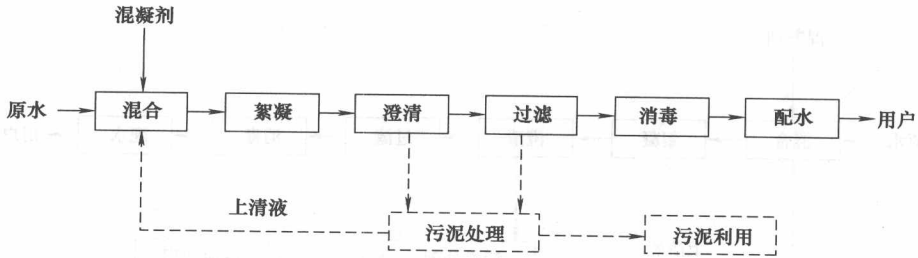 混凝剂
原水
混合
絮凝
澄清
过滤
消毒
配水
用户
上清液
污泥处理
污泥利用